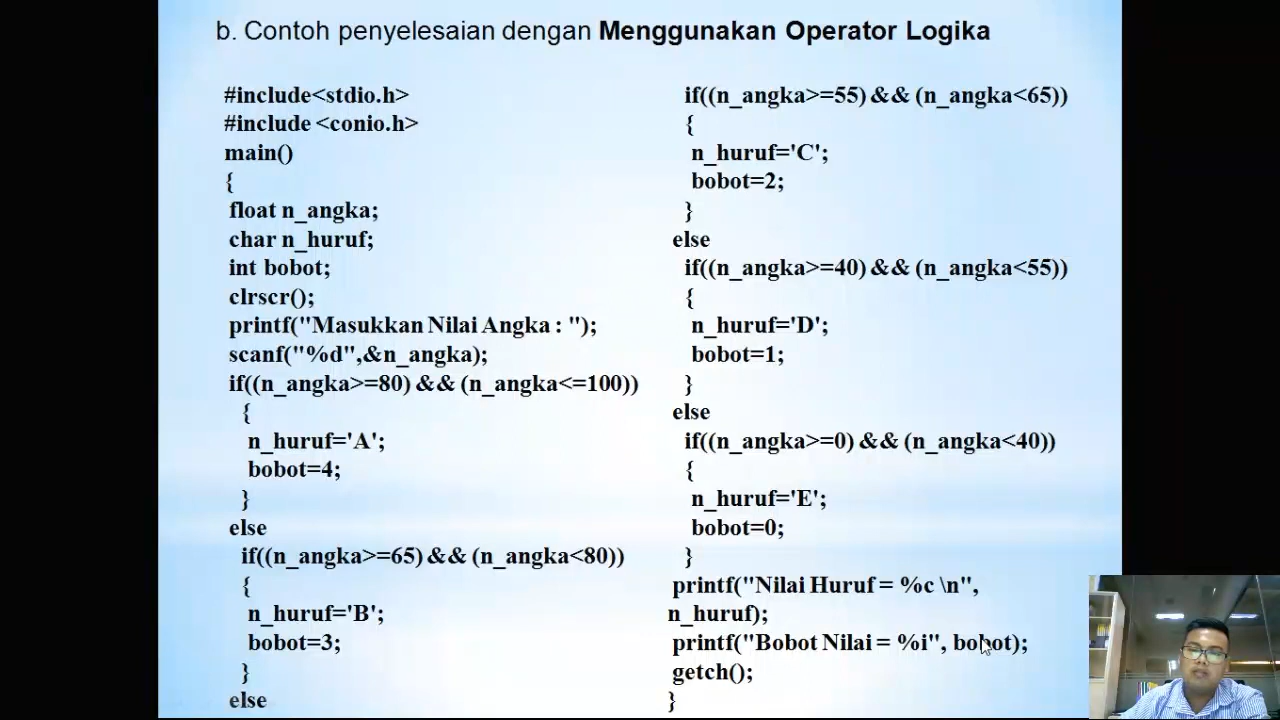 b. Contoh penyelesaian dengan Menggunakan Operator Logika
#include<stdio.h>
#include <conio.h>
main()
{
float n_angka;
char n_huruf;
int bobot;
clrscr();
printf("Masukkan Nilai Angka : ");
scanf("%d",&n_angka);
if((n_angka>=80) && (n_angka<=100))
{
n_huruf='A';
bobot=4;
}
else
if((n_angka>=65) && (n_angka<80))
{
n_huruf='B';
bobot=3;
}
else
if((n_angka>=55) && (n_angka<65))
{
n_huruf='C';
bobot=2;
}
else
if((n_angka>=40) && (n_angka<55))
{
n_huruf='D';
bobot=1;
}
else
if((n_angka>=0) && (n_angka<40))
{
n_huruf='E';
bobot=0;
}
printf("Nilai Huruf = %c \n",
n_huruf);
printf("Bobot Nilai = %i", bobot);
getch();
}